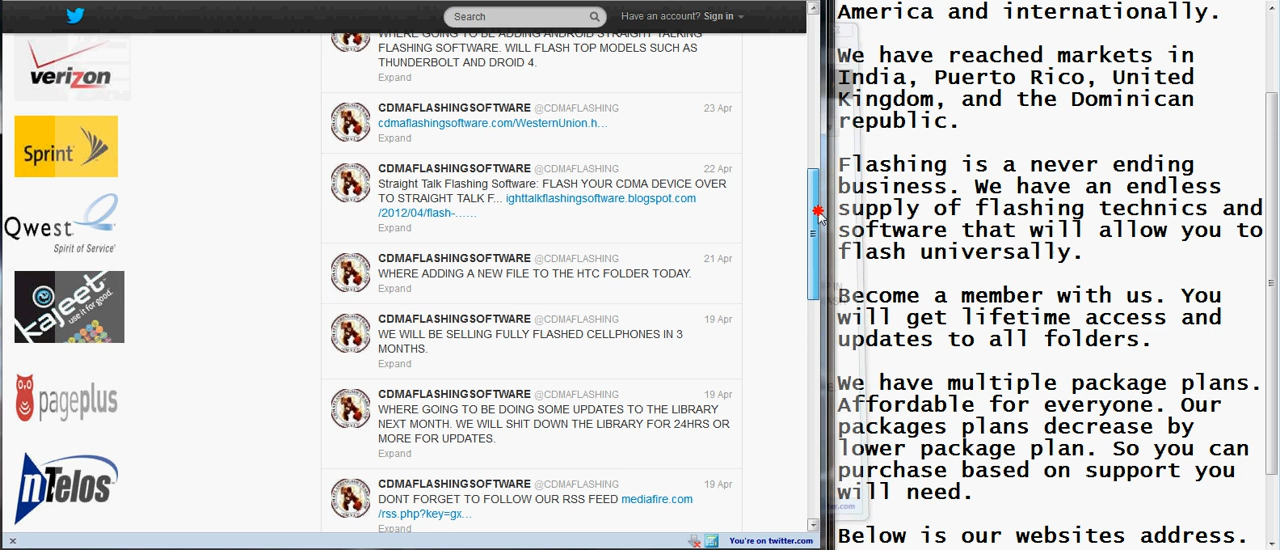 Search
Have an account? Sign in
verizon
Sprint
Qwest
Spirit of Service
kajeet
use it for good.
pageplus
nTelos
WHERE GOING TO BE ADDING ANDROID STRAIGHT TALKING
FLASHING SOFTWARE. WILL FLASH TOP MODELS SUCH AS
THUNDERBOLT AND DROID 4.
Expand
CDMAFLASHINGSOFTWARE @CDMAFLASHING 23 Apr
cdmaflashingsoftware.com/WesternUnion.h...
Expand
CDMAFLASHINGSOFTWARE @CDMAFLASHING 22 Apr
Straight Talk Flashing Software: FLASH YOUR CDMA DEVICE OVER
TO STRAIGHT TALK F... ighttalkflashingsoftware.blogspot.com
/2012/04/flash-......
Expand
CDMAFLASHINGSOFTWARE @CDMAFLASHING 21 Apr
WHERE ADDING A NEW FILE TO THE HTC FOLDER TODAY.
Expand
CDMAFLASHINGSOFTWARE @CDMAFLASHING 19 Apr
WE WILL BE SELLING FULLY FLASHED CELLPHONES IN 3
MONTHS.
Expand
CDMAFLASHINGSOFTWARE @CDMAFLASHING 19 Apr
WHERE GOING TO BE DOING SOME UPDATES TO THE LIBRARY
NEXT MONTH. WE WILL SHIT DOWN THE LIBRARY FOR 24HRS OR
MORE FOR UPDATES.
Expand
CDMAFLASHINGSOFTWARE @CDMAFLASHING 19 Apr
DONT FORGET TO FOLLOW OUR RSS FEED mediafire.com
/rss.php?key=gx...
Expand
You're on twitter.com
America and internationally.
We have reached markets in
India, Puerto Rico, United
Kingdom, and the Dominican
republic.
Flashing is a never ending
business. We have an endless
supply of flashing technics and
software that will allow you to
flash universally.
Become a member with us. You
will get lifetime access and
updates to all folders.
We have multiple package plans.
Affordable for everyone. Our
packages plans decrease by
lower package plan. So you can
purchase based on support you
will need.
Below is our websites address.